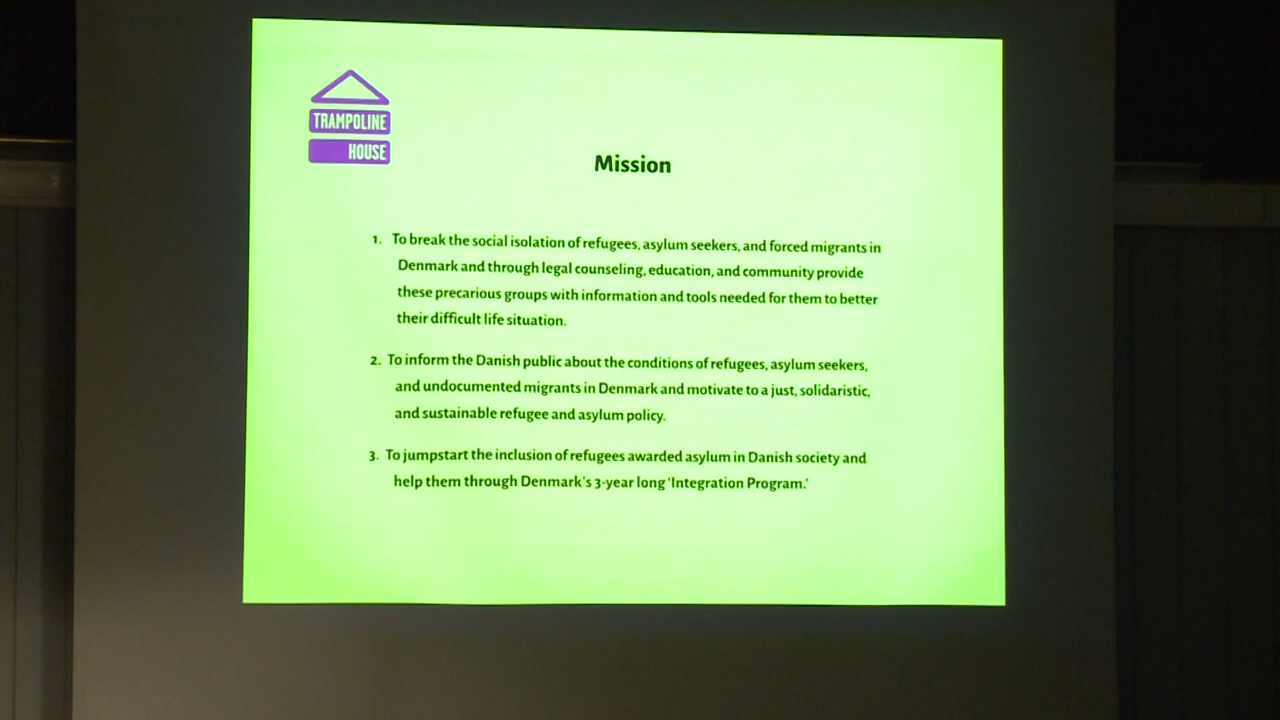 TRAMPOLINE
HOUSE
Mission
1. To break the social isolation of refugees, asylum seekers, and forced migrants in
Denmark and through legal counseling, education, and community provide
these precarious groups with information and tools needed for them to better
their difficult life situation.
2. To inform the Danish public about the conditions of refugees, asylum seekers,
and undocumented migrants in Denmark and motivate to a just, solidaristic,
and sustainable refugee and asylum policy.
3. To jumpstart the inclusion of refugees awarded asylum in Danish society and
help them through Denmark's 3-year long 'Integration Program.'